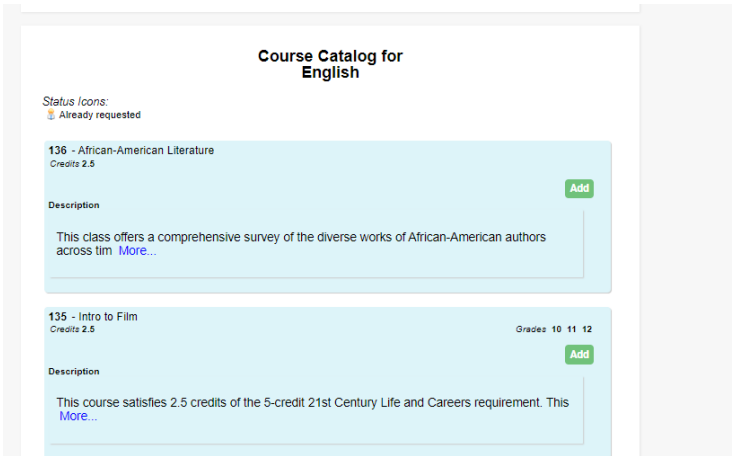 Course Catalog for
English
Status Icons:
Already requested
136 - African-American Literature
Credits 2.5
Add
Description
This class offers a comprehensive survey of the diverse works of African-American authors
across tim More...
135 - Intro to Film
Credits 2.5 Grades 10 11 12
Add
Description
This course satisfies 2.5 credits of the 5-credit 21st Century Life and Careers requirement. This
More...